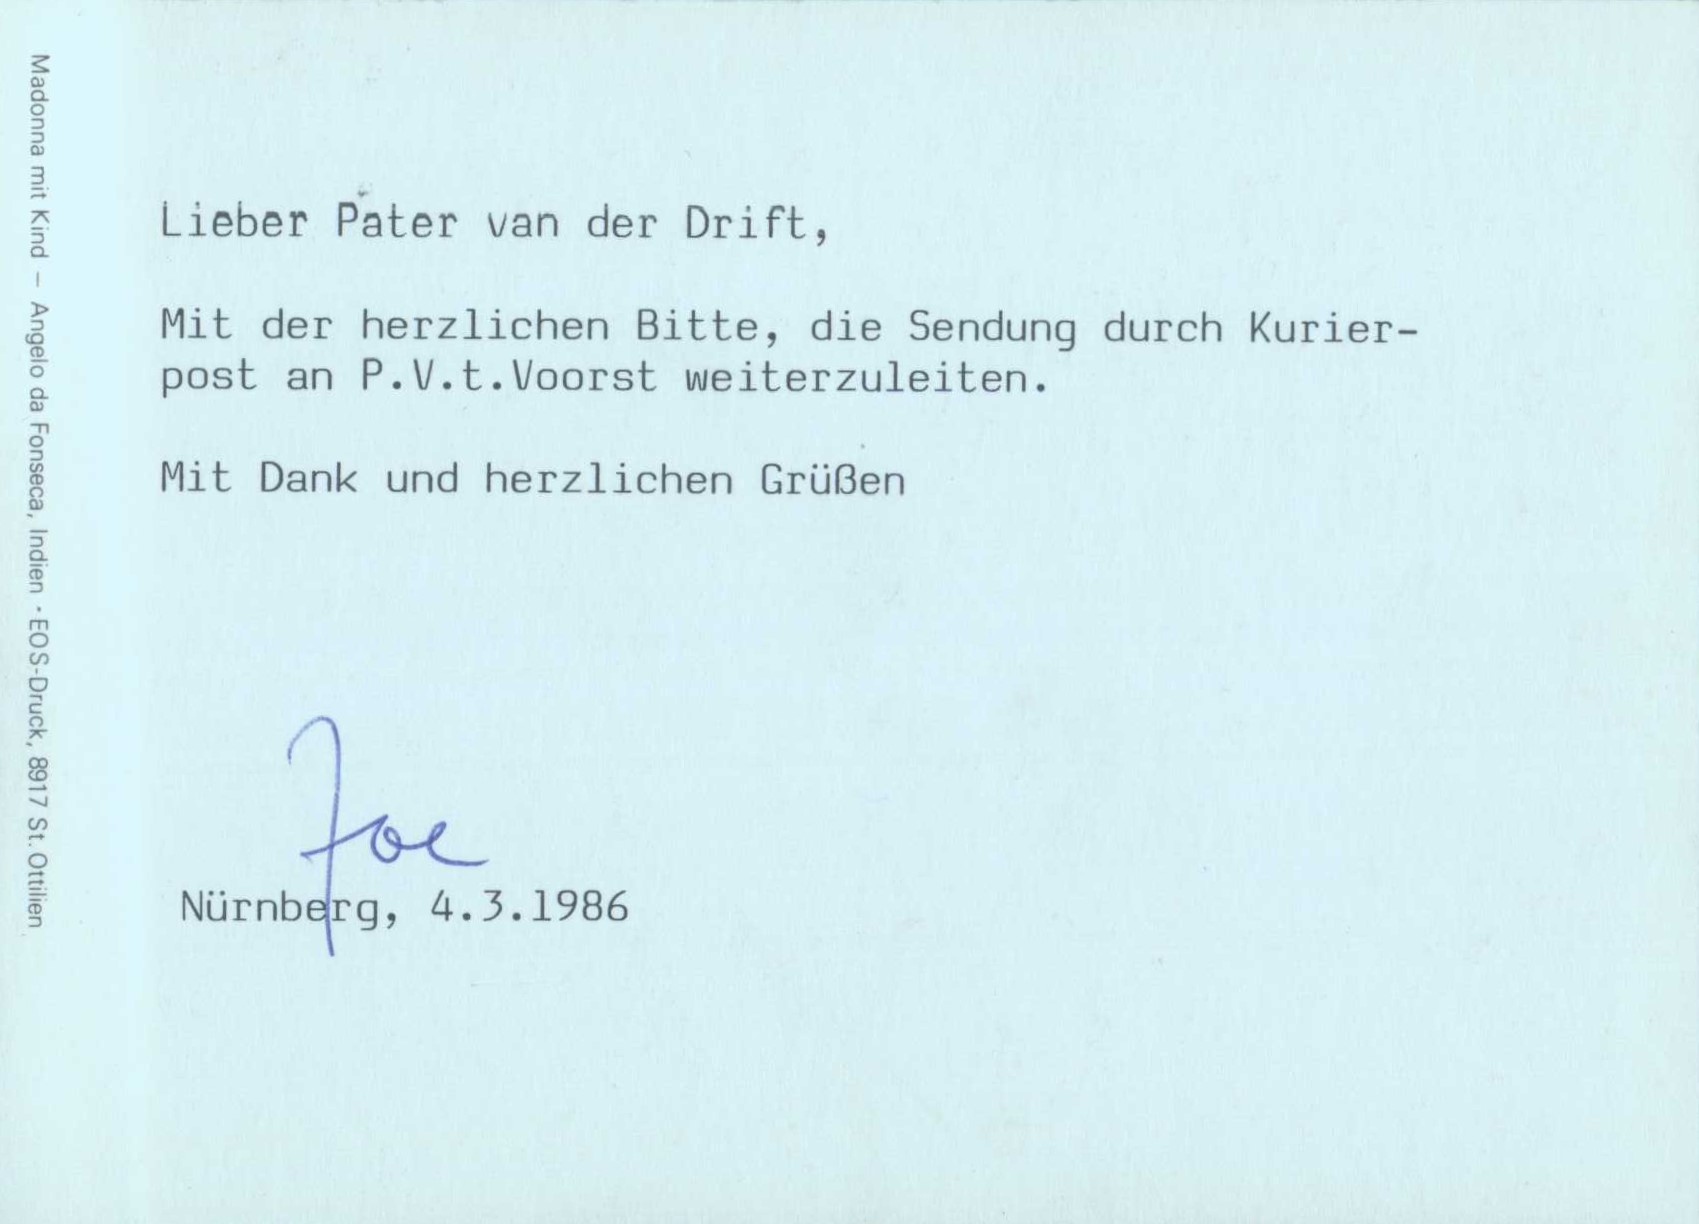 Madonna mit Kind – Angelo da Fonseca, Indien · EOS-Druck, 8917 St. Ottilien
Lieber Pater van der Drift,
Mit der herzlichen Bitte, die Sendung durch Kurier-
post an P.V.t.Voorst weiterzuleiten.
Mit Dank und herzlichen Grüßen
Joe
Nürnberg, 4.3.1986